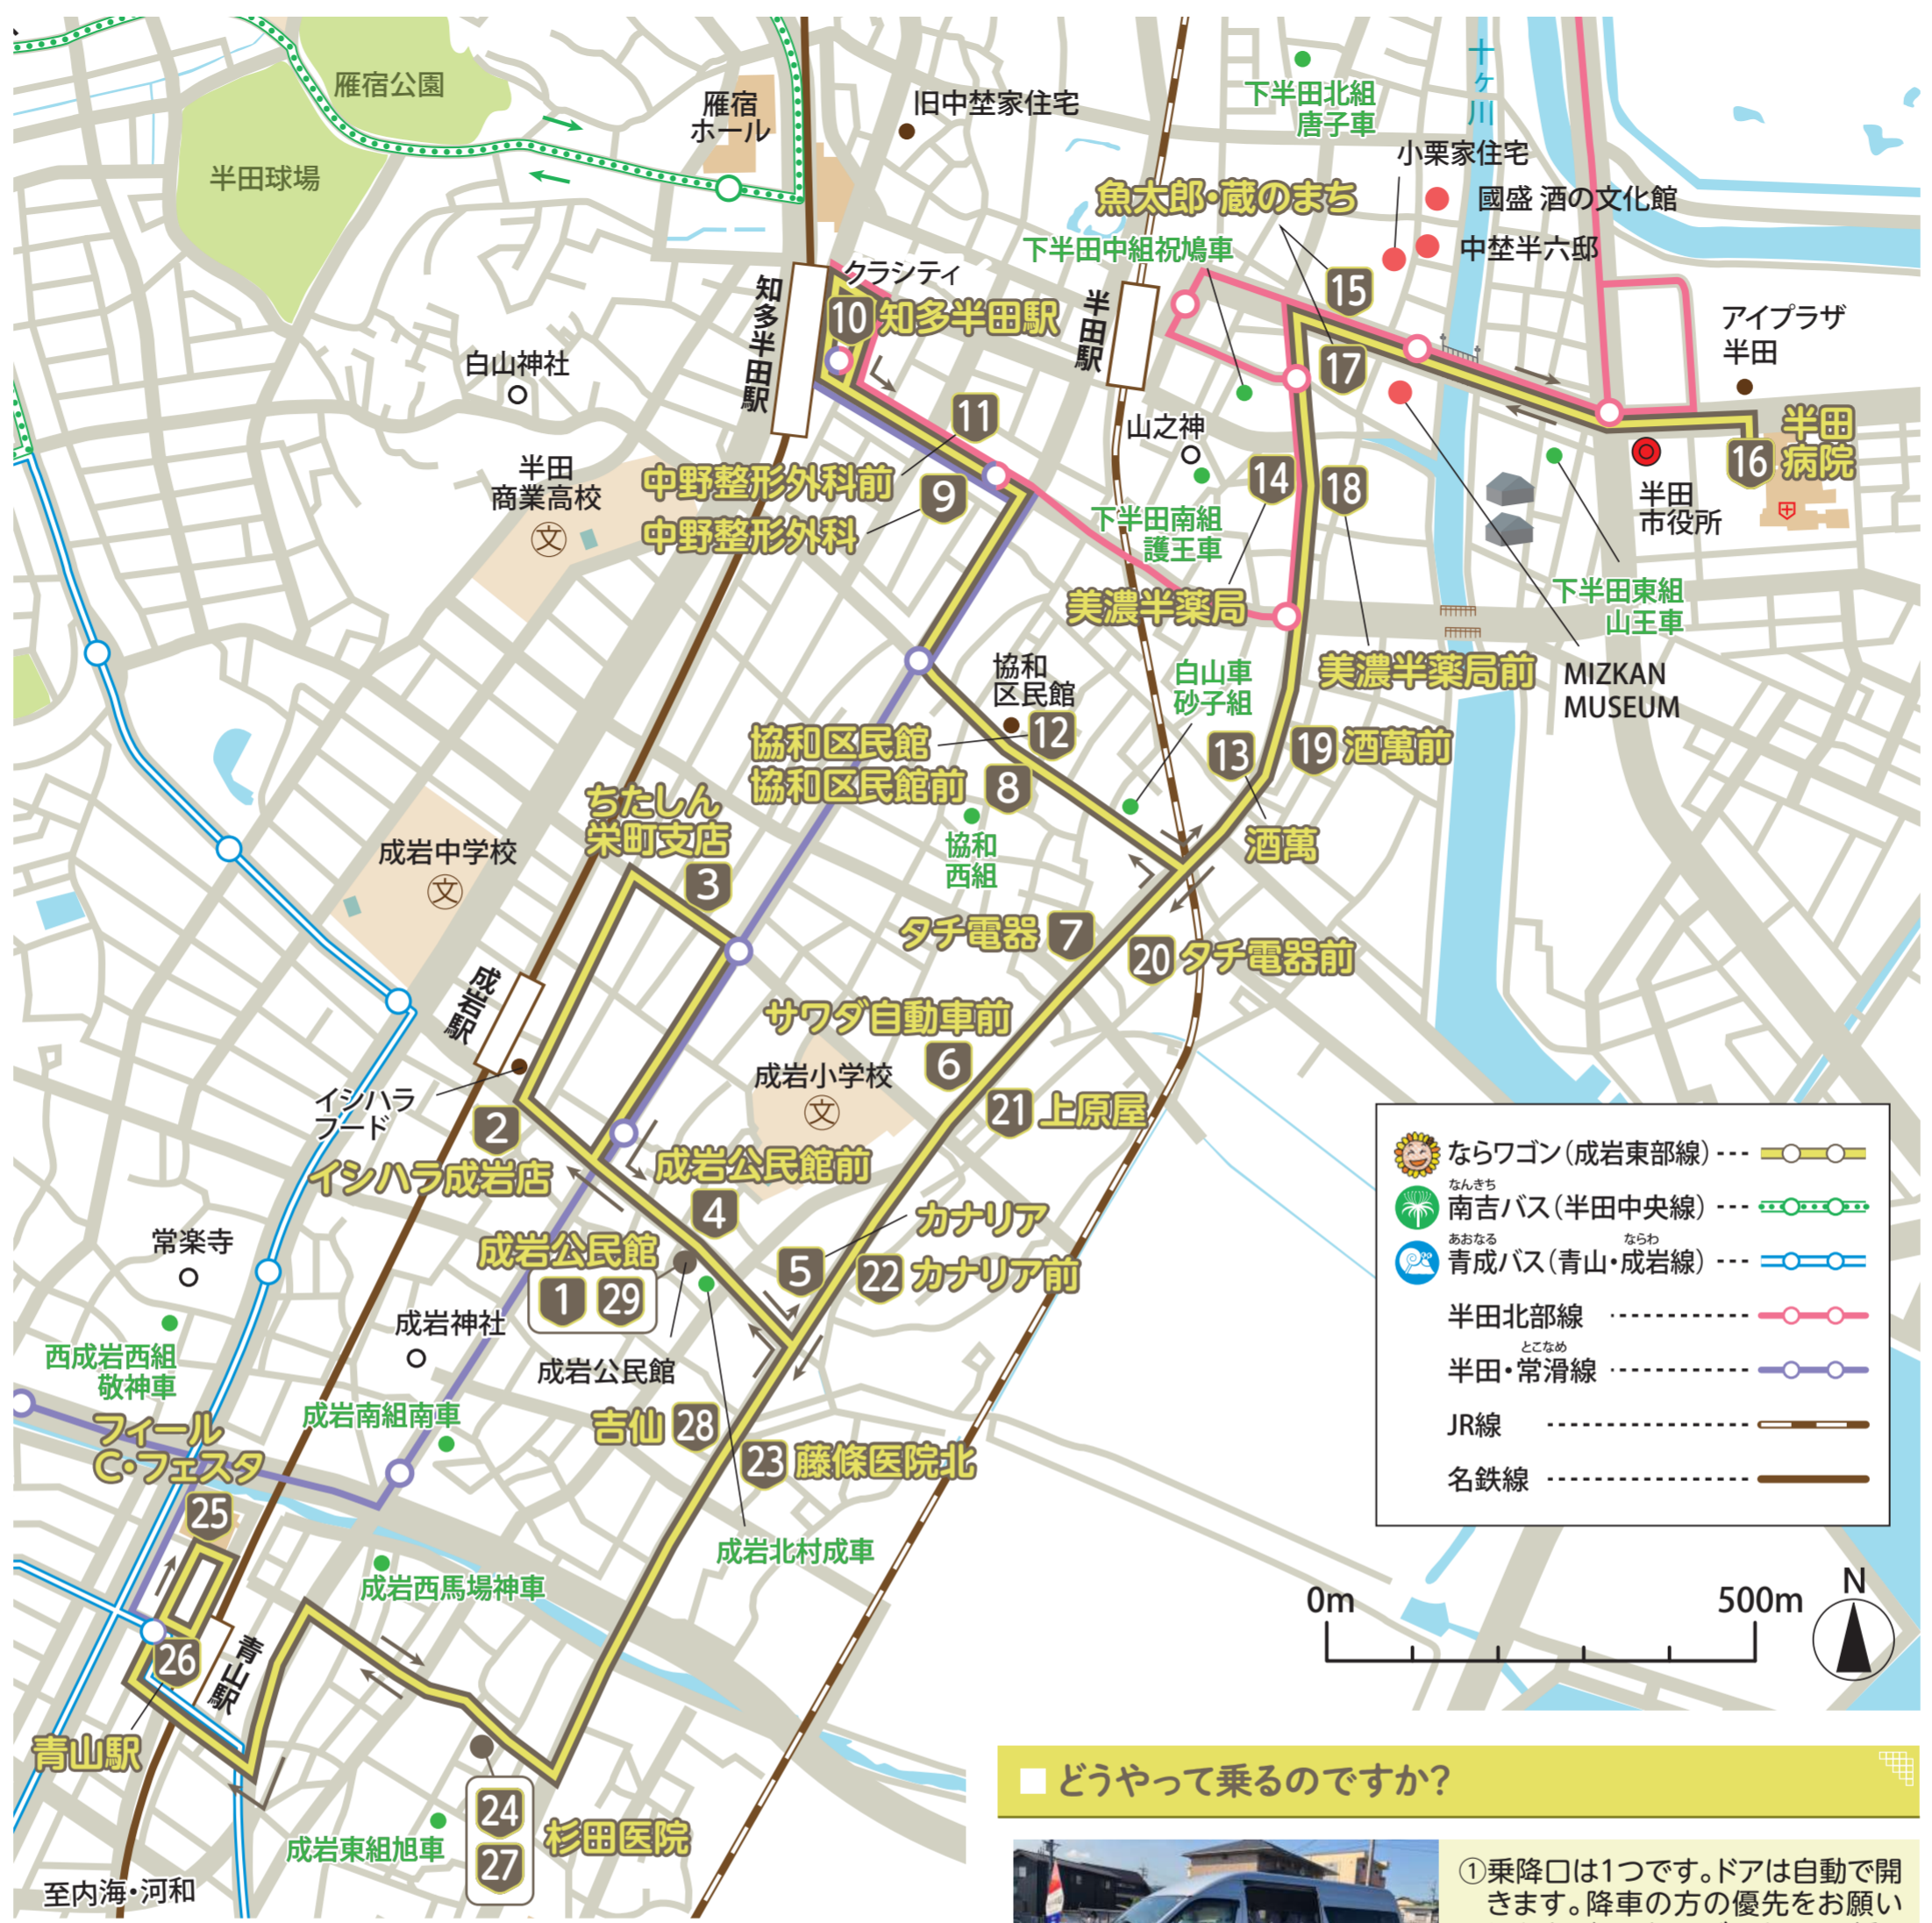 雁宿公園
半田球場
雁宿
ホール
旧中埜家住宅
下半田北組
唐子車
十ヶ川
小栗家住宅
國盛 酒の文化館
中埜半六邸
魚太郎・蔵のまち
下半田中組祝鳩車
クラシティ
10 知多半田駅
知多半田駅
半田駅
15
17
アイプラザ
半田
白山神社
11
山之神
半田
病院
16
半田
市役所
半田
商業高校
文
中野整形外科前
9
中野整形外科
14
18
下半田南組
護王車
美濃半薬局
下半田東組
山王車
美濃半薬局前
MIZKAN
MUSEUM
協和
区民館
白山車
砂子組
12
協和区民館
協和区民館前
8
13
19 酒萬前
酒萬
ちたしん
栄町支店
3
協和
西組
成岩中学校
文
タチ電器 7
20 タチ電器前
成岩駅
サワダ自動車前
6
成岩小学校
文
21 上原屋
イシハラ
フード
2
イシハラ成岩店
成岩公民館前
4
カナリア
5
22 カナリア前
常楽寺
成岩公民館
1 29
成岩神社
成岩公民館
西成岩西組
敬神車
成岩南組南車
吉仙 28
23 藤條医院北
フィール
C・フェスタ
25
成岩北村成車
成岩西馬場神車
26
青山駅
青山駅
24
27
杉田医院
成岩東組旭車
至内海・河和
ならワゴン（成岩東部線）
なんきち
南吉バス（半田中央線）
あおなる ならわ
青成バス（青山・成岩線）
半田北部線
とこなめ
半田・常滑線
JR線
名鉄線
0m 500m
N
どうやって乗るのですか？
①乗降口は1つです。ドアは自動で開
きます。降車の方の優先をお願い